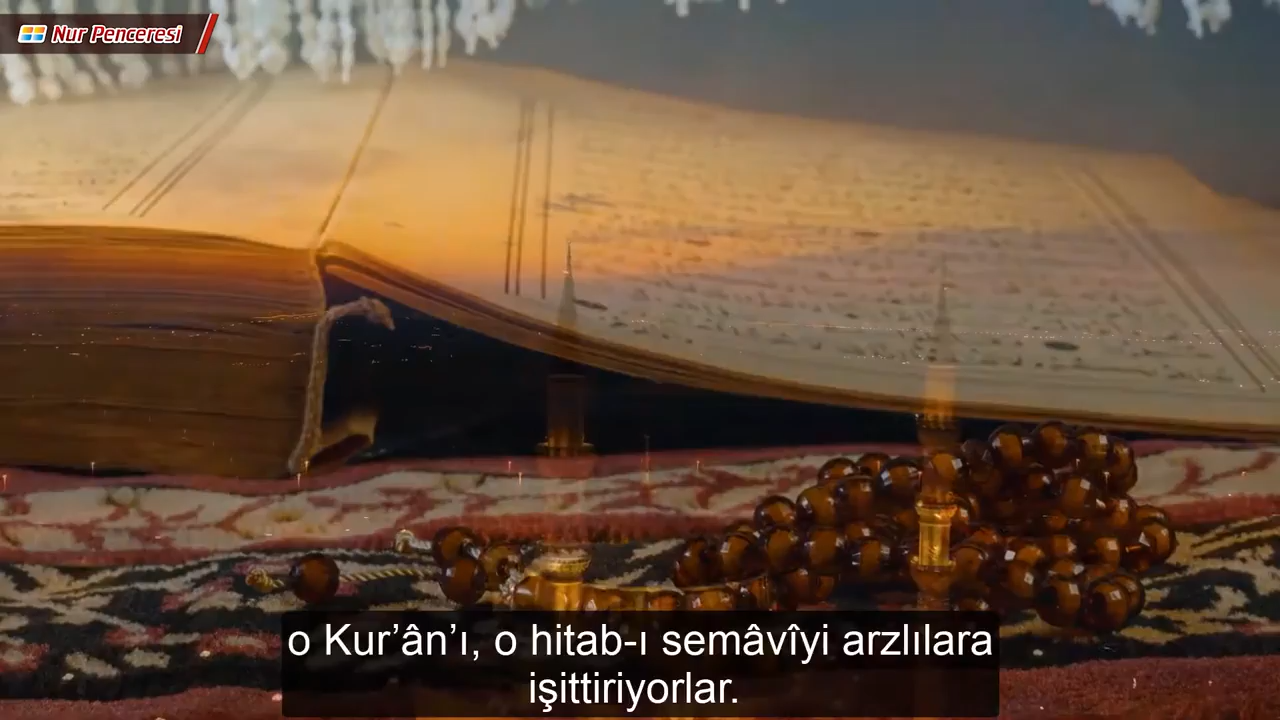 Nur Penceresi
o Kur’ân’ı, o hitab-ı semâvîyi arzlılara
işittiriyorlar.